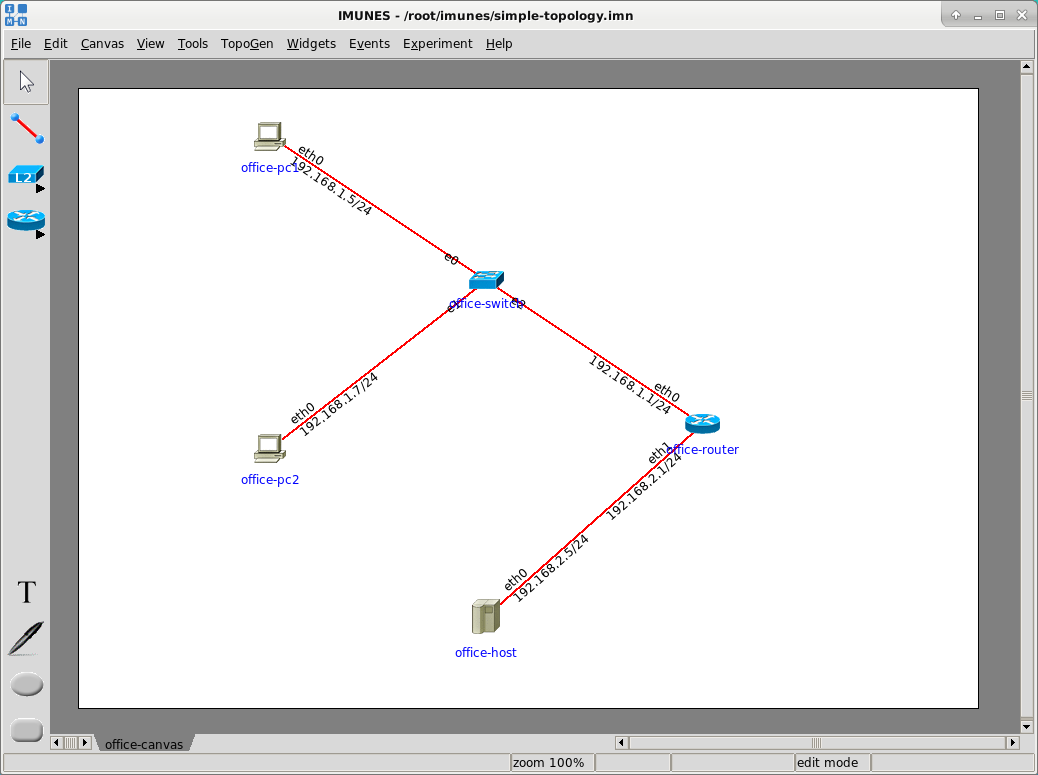 IMUNES - /root/imunes/simple-topology.imn
File Edit Canvas View Tools TopoGen Widgets Events Experiment Help
L2
T
office-pc1
eth0
192.168.1.5/24
e0
office-switch
eth0
192.168.1.7/24
office-pc2
192.168.1.1/24
eth0
office-router
eth1
192.168.2.1/24
eth0
192.168.2.5/24
office-host
office-canvas
zoom 100%
edit mode